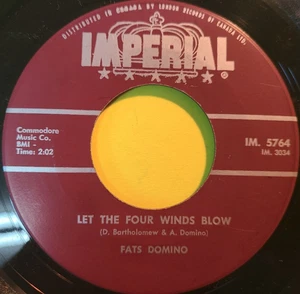 DISTRIBUTED IN CANADA BY LONDON RECORDS OF CANADA LTD.
IMPERIAL
®
Commodore
Music Co.
BMI -
Time: 2:02
IM. 5764
IM. 3034
LET THE FOUR WINDS BLOW
(D. Bartholomew & A. Domino)
FATS DOMINO